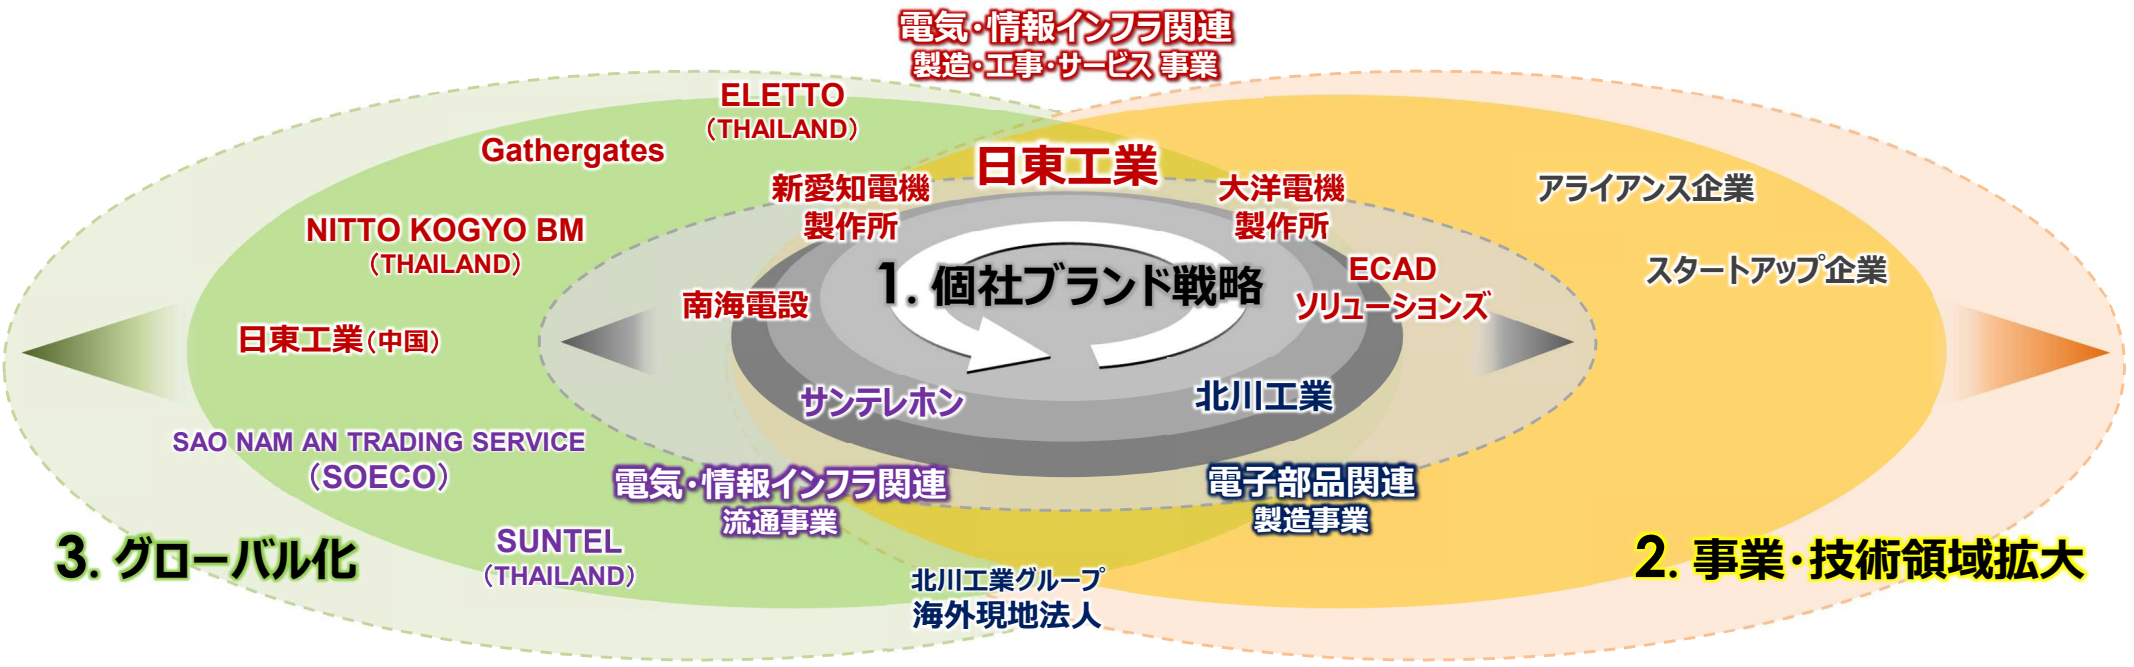 電気・情報インフラ関連
製造・工事・サービス 事業
ELETTO
（THAILAND）
Gathergates
日東工業
新愛知電機
製作所
大洋電機
製作所
アライアンス企業
NITTO KOGYO BM
（THAILAND）
1. 個社ブランド戦略
ECAD
ソリューションズ
スタートアップ企業
南海電設
日東工業（中国）
サンテレホン
北川工業
SAO NAM AN TRADING SERVICE
（SOECO）
電気・情報インフラ関連
流通事業
電子部品関連
製造事業
SUNTEL
（THAILAND）
3. グローバル化
2. 事業・技術領域拡大
北川工業グループ
海外現地法人